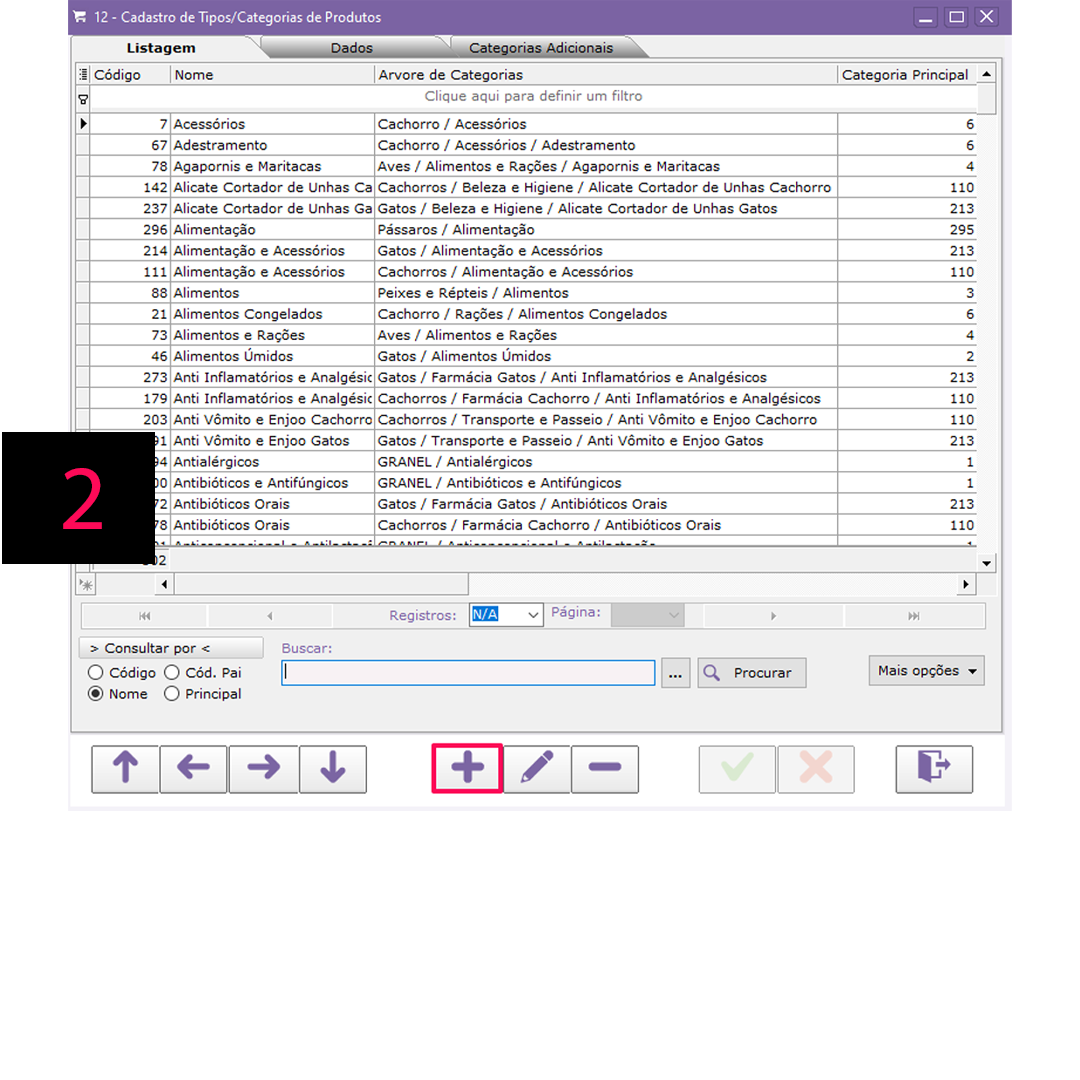 12 - Cadastro de Tipos/Categorias de Produtos
Listagem Dados Categorias Adicionais
Código Nome Arvore de Categorias Categoria Principal
Clique aqui para definir um filtro
7 Acessórios Cachorro / Acessórios 6
67 Adestramento Cachorro / Acessórios / Adestramento 6
78 Agapornis e Maritacas Aves / Alimentos e Rações / Agapornis e Maritacas 4
142 Alicate Cortador de Unhas Ca Cachorros / Beleza e Higiene / Alicate Cortador de Unhas Cachorro 110
237 Alicate Cortador de Unhas Ga Gatos / Beleza e Higiene / Alicate Cortador de Unhas Gatos 213
296 Alimentação Pássaros / Alimentação 295
214 Alimentação e Acessórios Gatos / Alimentação e Acessórios 213
111 Alimentação e Acessórios Cachorros / Alimentação e Acessórios 110
88 Alimentos Peixes e Répteis / Alimentos 3
21 Alimentos Congelados Cachorro / Rações / Alimentos Congelados 6
73 Alimentos e Rações Aves / Alimentos e Rações 4
46 Alimentos Úmidos Gatos / Alimentos Úmidos 2
273 Anti Inflamatórios e Analgésic Gatos / Farmácia Gatos / Anti Inflamatórios e Analgésicos 213
179 Anti Inflamatórios e Analgésic Cachorros / Farmácia Cachorro / Anti Inflamatórios e Analgésicos 110
203 Anti Vômito e Enjoo Cachorro Cachorros / Transporte e Passeio / Anti Vômito e Enjoo Cachorro 110
91 Anti Vômito e Enjoo Gatos Gatos / Transporte e Passeio / Anti Vômito e Enjoo Gatos 213
94 Antialérgicos GRANEL / Antialérgicos 1
00 Antibióticos e Antifúngicos GRANEL / Antibióticos e Antifúngicos 1
72 Antibióticos Orais Gatos / Farmácia Gatos / Antibióticos Orais 213
78 Antibióticos Orais Cachorros / Farmácia Cachorro / Antibióticos Orais 110
2
Registros: N/A Página:
> Consultar por < Buscar:
Código Cód. Pai ... Procurar Mais opções
Nome Principal